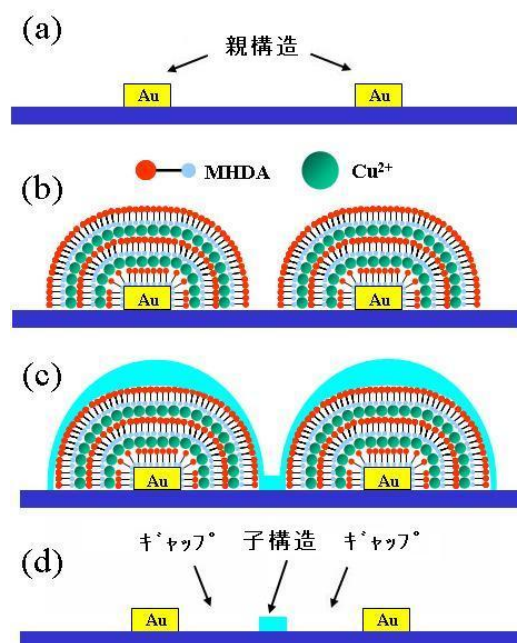 (a)
親構造
Au Au
MHDA Cu²⁺
(b)
Au Au
(c)
Au Au
ｷﾞｬｯﾌﾟ 子構造 ｷﾞｬｯﾌﾟ
(d)
Au Au